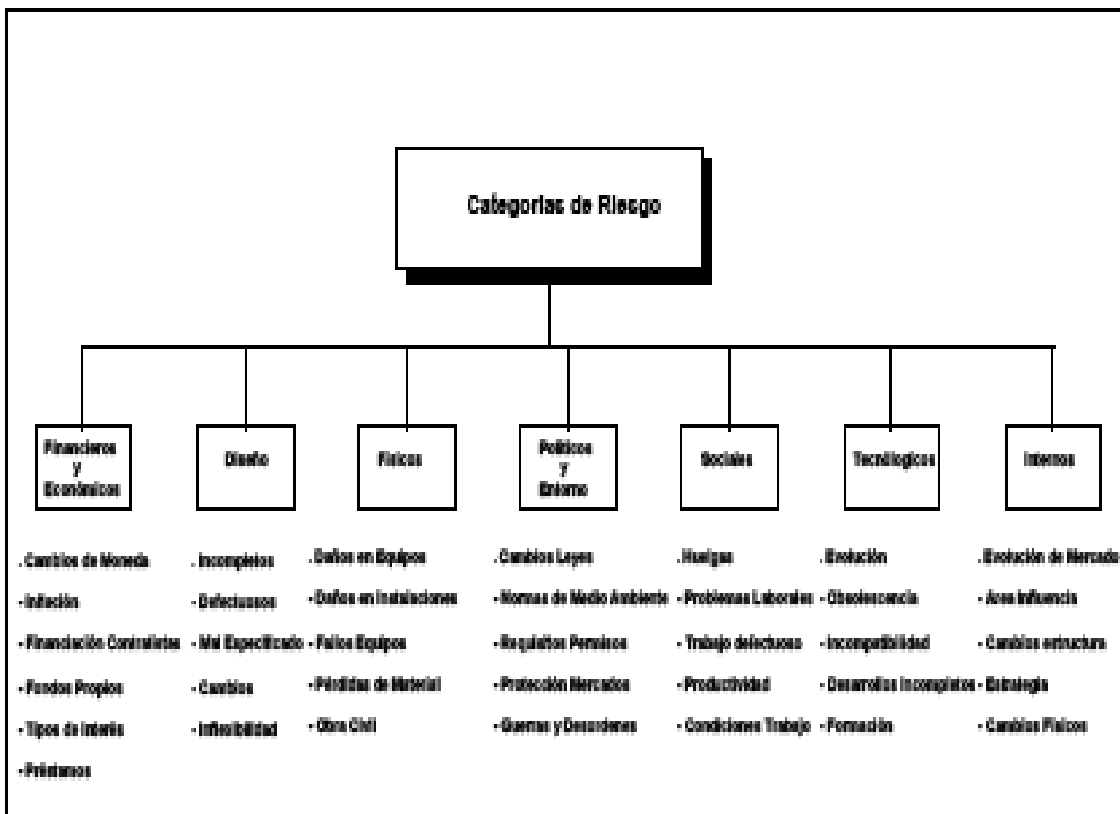 Categorías de Riesgo
Financieros
y
Económicos
Diseño
Físicos
Políticos
y
Entorno
Sociales
Tecnólogicos
Internos
. Cambios de Moneda
- Inflación
- Financiación Contratistas
- Fondos Propios
- Tipos de Interés
- Préstamos
. Incompletos
- Defectuosos
- Mal Especificado
- Cambios
- Inflexibilidad
. Daños en Equipos
- Daños en Instalaciones
- Fallos Equipos
- Pérdidas de Material
- Obra Civil
. Cambios Leyes
- Normas de Medio Ambiente
- Requisitos Permisos
- Protección Mercados
- Guerras y Desordenes
. Huelgas
- Problemas Laborales
- Trabajo defectuoso
- Productividad
- Condiciones Trabajo
. Evolución
- Obsolescencia
- Incompatibilidad
- Desarrollos Incompletos
- Formación
. Evolución de Mercado
- Area Influencia
- Cambios estructura
- Estrategia
- Cambios Físicos